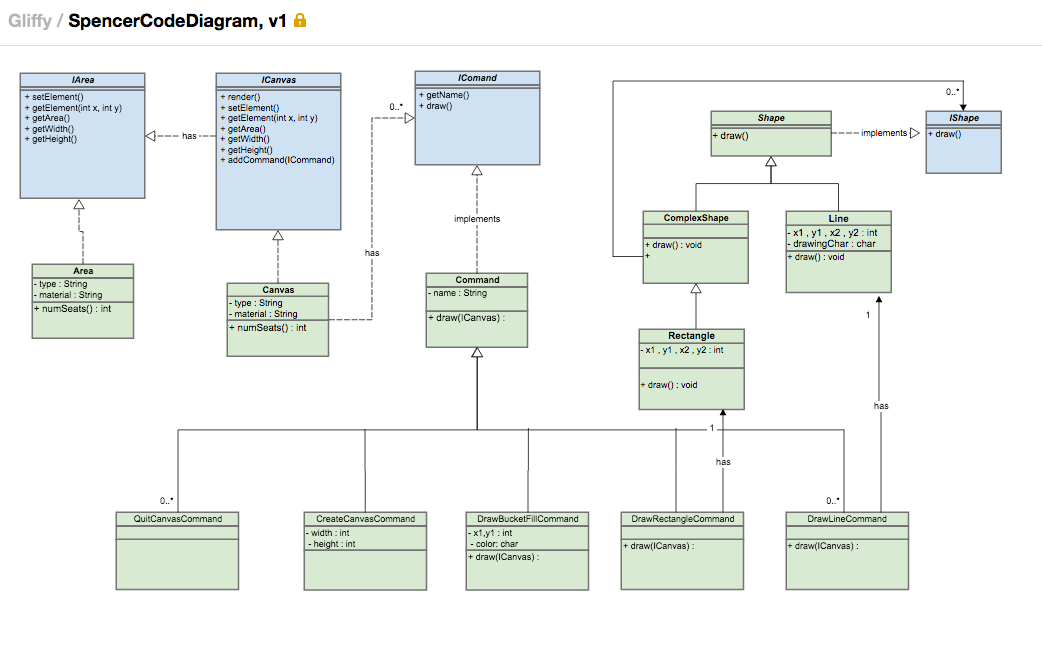 Gliffy / SpencerCodeDiagram, v1
IArea
+ setElement()
+ getElement(int x, int y)
+ getArea()
+ getWidth()
+ getHeight()
has
ICanvas
+ render()
+ setElement()
+ getElement(int x, int y)
+ getArea()
+ getWidth()
+ getHeight()
+ addCommand(ICommand)
0..*
IComand
+ getName()
+ draw()
Shape
+ draw()
implements
0..*
IShape
+ draw()
implements
has
ComplexShape
+ draw() : void
+
Line
- x1 , y1 , x2 , y2 : int
- drawingChar : char
+ draw() : void
Area
- type : String
- material : String
+ numSeats() : int
Canvas
- type : String
- material : String
+ numSeats() : int
Command
- name : String
+ draw(ICanvas) :
Rectangle
- x1 , y1 , x2 , y2 : int
+ draw() : void
1
has
1
has
0..*
0..*
QuitCanvasCommand
CreateCanvasCommand
- width : int
- height : int
DrawBucketFillCommand
- x1,y1 : int
- color: char
+ draw(ICanvas) :
DrawRectangleCommand
+ draw(ICanvas) :
DrawLineCommand
+ draw(ICanvas) :